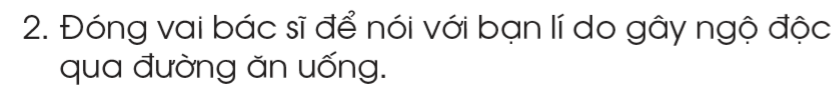 2. Đóng vai bác sĩ để nói với bạn lí do gây ngộ độc
qua đường ăn uống.